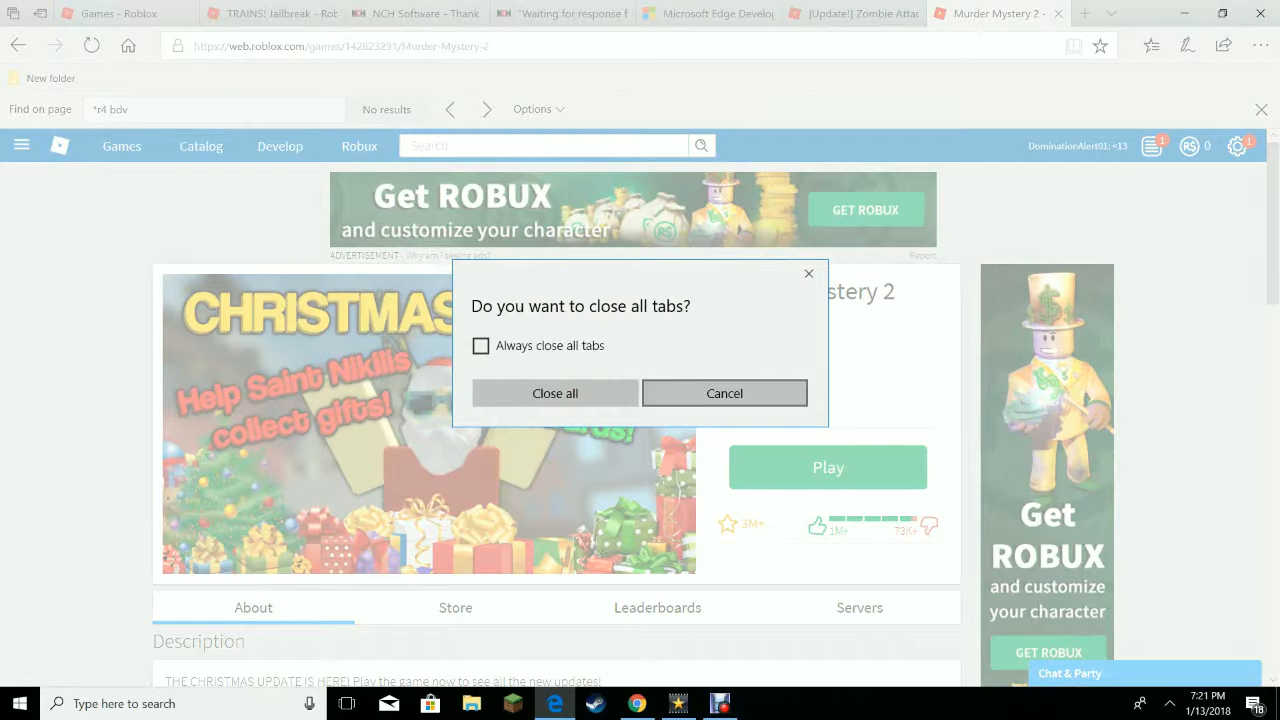 Games - Roblox
TRAINS! Jailbreak - Rob
NCH Software - Thank
"Waiting for response f
Microsoft Edge Develop
[Update!] Zombie Attac
Murder Mystery 2 -
https://web.roblox.com/games/142823291/Murder-Mystery-2
New folder
Find on page
*r4 bdv
No results
Options
Games
Catalog
Develop
Robux
Search
DominationAlert01: <13
1
R$ 0
1
Get ROBUX
and customize your character
GET ROBUX
ADVERTISEMENT - Why am I seeing ads?
Report
CHRISTMAS
Help Saint Nikilis
collect gifts!
stery 2
Do you want to close all tabs?
Always close all tabs
Close all
Cancel
Play
3M+
1M+
73K+
Get
ROBUX
and customize
your character
GET ROBUX
About
Store
Leaderboards
Servers
Description
THE CHRISTMAS UPDATE IS HERE! Run the game now to see all the new updates!
Chat & Party
Type here to search
7:21 PM
1/13/2018
18